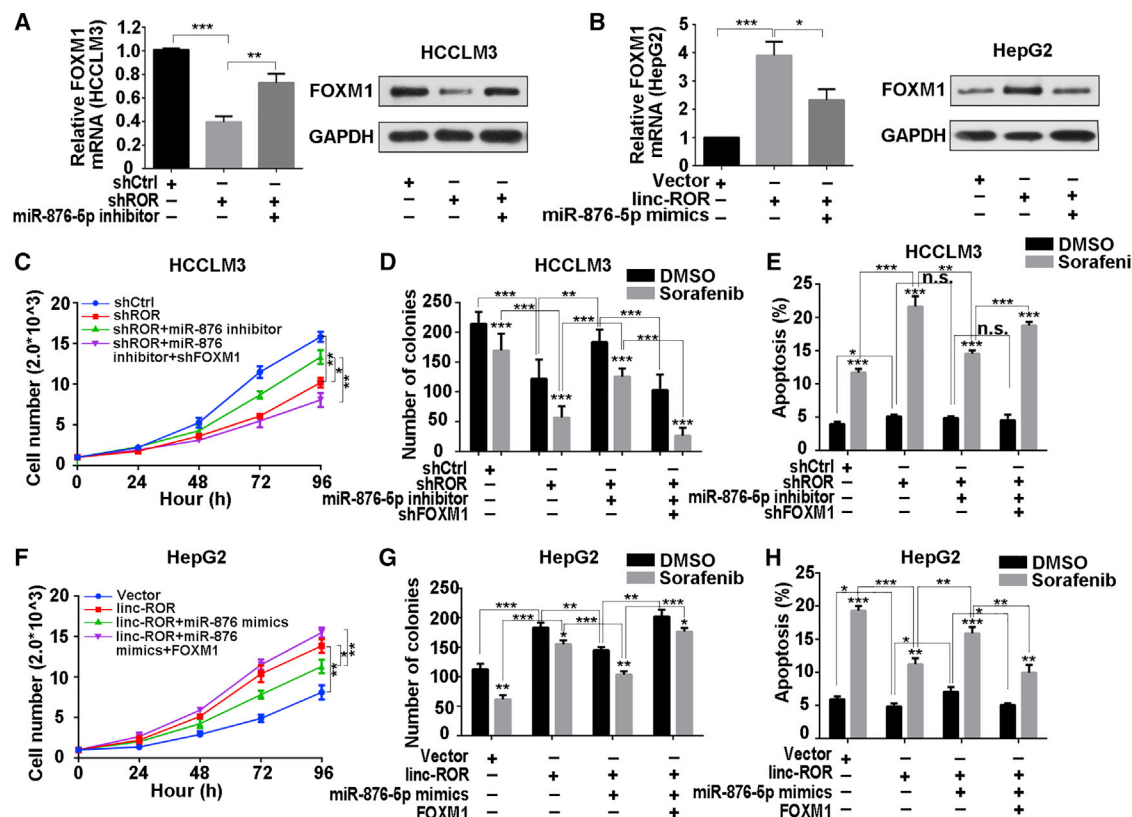 A
Relative FOXM1
mRNA (HCCLM3)
1.2
1.0
0.8
0.6
0.4
0.2
0
***
**
shCtrl + − −
shROR − + +
miR-876-5p inhibitor − − +
HCCLM3
FOXM1
GAPDH
+ − −
− + +
− − +
B
Relative FOXM1
mRNA (HepG2)
5
4
3
2
1
0
***
*
Vector + − −
linc-ROR − + +
miR-876-5p mimics − − +
HepG2
FOXM1
GAPDH
+ − −
− + +
− − +
C
HCCLM3
Cell number (2.0*10^3)
20
15
10
5
0
shCtrl
shROR
shROR+miR-876 inhibitor
shROR+miR-876
inhibitor+shFOXM1
**
*
**
0 24 48 72 96
Hour (h)
D
HCCLM3
DMSO
Sorafenib
Number of colonies
250
200
150
100
50
0
*** ** ***
*** *** ***
*** *** *** ***
shCtrl + − − −
shROR − + + +
miR-876-5p inhibitor − − + +
shFOXM1 − − − +
E
HCCLM3
DMSO
Sorafeni
Apoptosis (%)
30
25
20
15
10
5
0
*** ** ***
n.s.
n.s.
*
*** *** *** ***
shCtrl + − − −
shROR − + + +
miR-876-5p inhibitor − − + +
shFOXM1 − − − +
F
HepG2
Cell number (2.0*10^3)
20
15
10
5
0
Vector
linc-ROR
linc-ROR+miR-876 mimics
linc-ROR+miR-876
mimics+FOXM1
**
*
**
0 24 48 72 96
Hour (h)
G
HepG2
DMSO
Sorafenib
Number of colonies
250
200
150
100
50
0
*** ** **
*** *** ***
** * ** *
Vector + − − −
linc-ROR − + + +
miR-876-5p mimics − − + +
FOXM1 − − − +
H
HepG2
DMSO
Sorafenib
Apoptosis (%)
25
20
15
10
5
0
* *** ** **
* *
*** ** *** **
Vector + − − −
linc-ROR − + + +
miR-876-5p mimics − − + +
FOXM1 − − − +